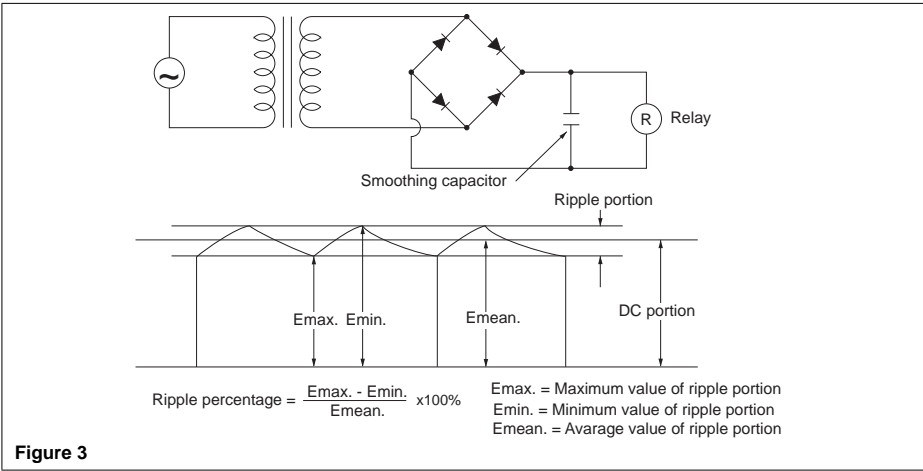 ~
R Relay
Smoothing capacitor
Ripple portion
Emax. Emin. Emean. DC portion
Ripple percentage = Emax. - Emin. / Emean. x100%
Emax. = Maximum value of ripple portion
Emin. = Minimum value of ripple portion
Emean. = Avarage value of ripple portion
Figure 3